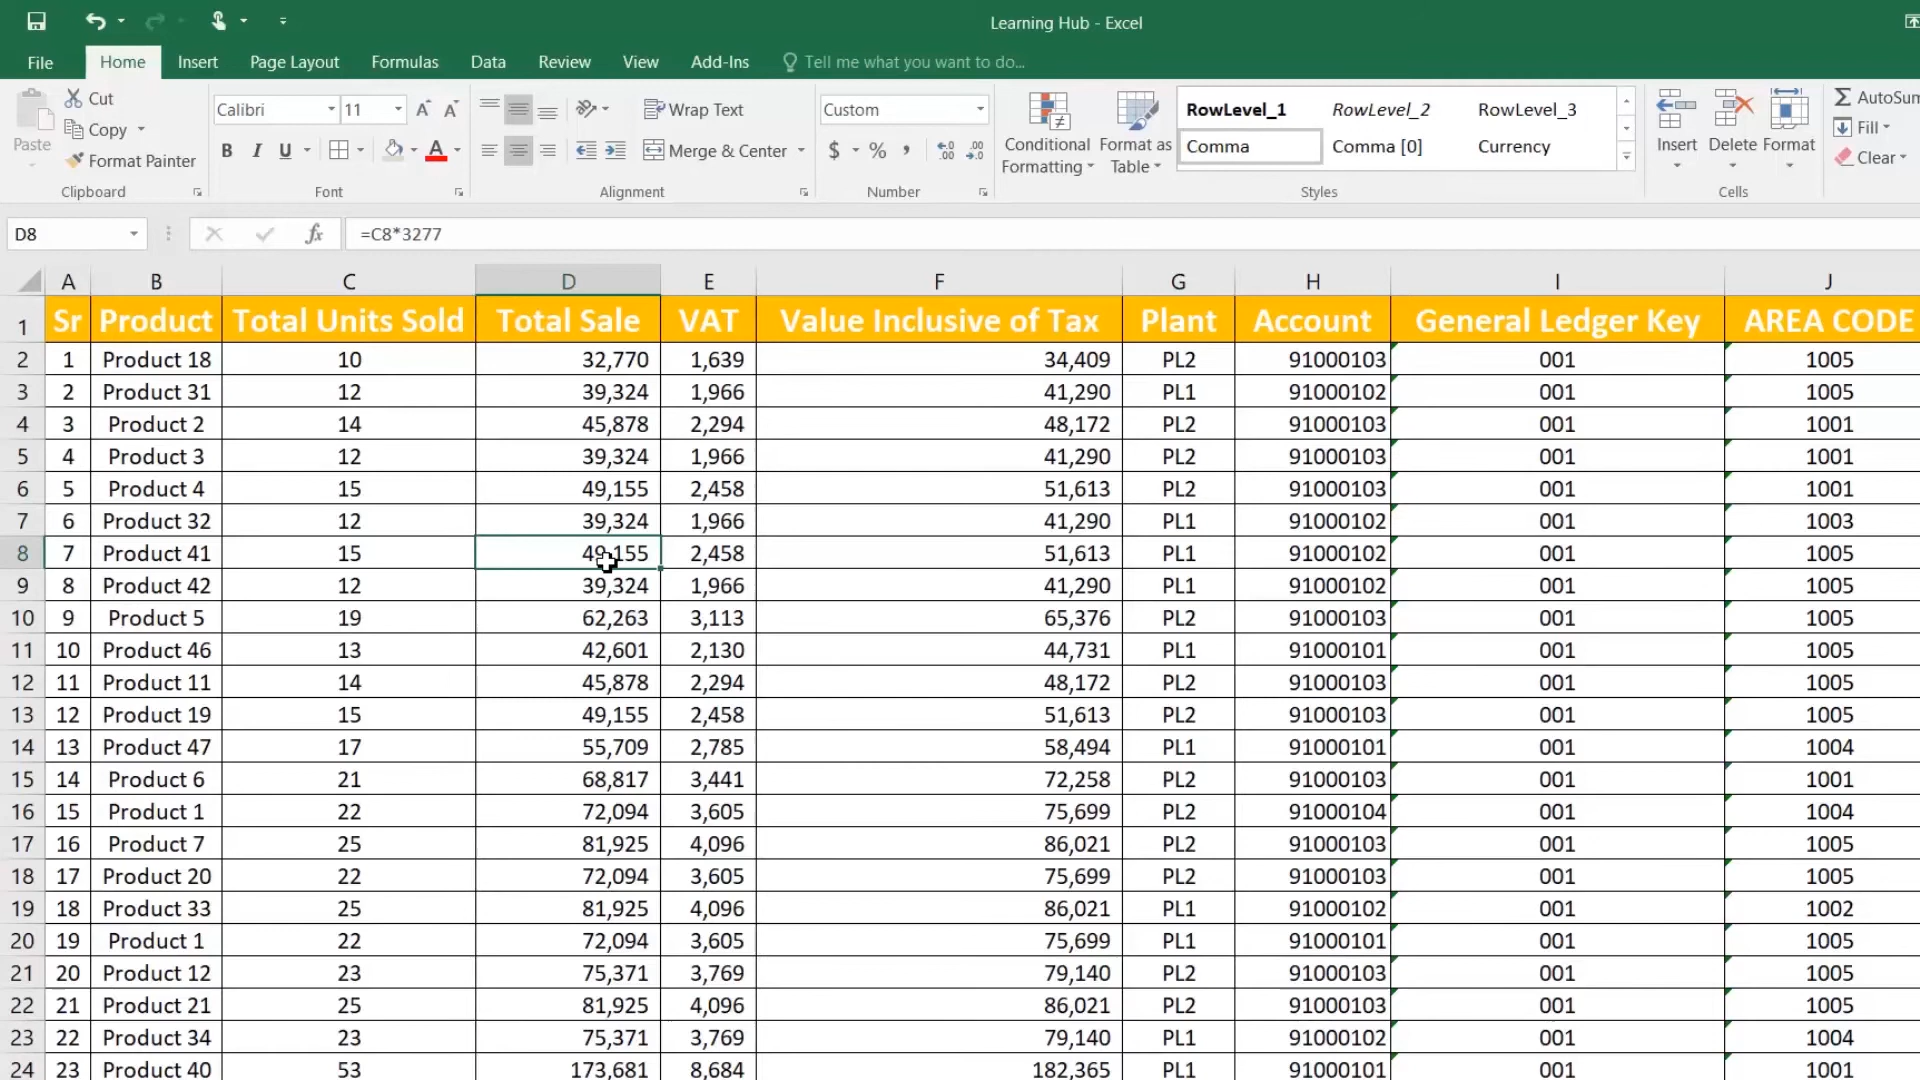 Learning Hub - Excel
File Home Insert Page Layout Formulas Data Review View Add-Ins Tell me what you want to do...
Paste Cut Copy Format Painter Clipboard
Calibri 11 B I U A Font
Wrap Text Merge & Center Alignment
Custom $ % , Number
Conditional Formatting Format as Table
RowLevel_1 RowLevel_2 RowLevel_3
Comma Comma [0] Currency
Styles
Insert Delete Format Cells
AutoSum
Fill
Clear
D8 fx =C8*3277
A B C D E F G H I J
1 Sr Product Total Units Sold Total Sale VAT Value Inclusive of Tax Plant Account General Ledger Key AREA CODE
2 1 Product 18 10 32,770 1,639 34,409 PL2 91000103 001 1005
3 2 Product 31 12 39,324 1,966 41,290 PL1 91000102 001 1005
4 3 Product 2 14 45,878 2,294 48,172 PL2 91000103 001 1001
5 4 Product 3 12 39,324 1,966 41,290 PL2 91000103 001 1001
6 5 Product 4 15 49,155 2,458 51,613 PL2 91000103 001 1001
7 6 Product 32 12 39,324 1,966 41,290 PL1 91000102 001 1003
8 7 Product 41 15 49,155 2,458 51,613 PL1 91000102 001 1005
9 8 Product 42 12 39,324 1,966 41,290 PL1 91000102 001 1005
10 9 Product 5 19 62,263 3,113 65,376 PL2 91000103 001 1005
11 10 Product 46 13 42,601 2,130 44,731 PL1 91000101 001 1005
12 11 Product 11 14 45,878 2,294 48,172 PL2 91000103 001 1005
13 12 Product 19 15 49,155 2,458 51,613 PL2 91000103 001 1005
14 13 Product 47 17 55,709 2,785 58,494 PL1 91000101 001 1004
15 14 Product 6 21 68,817 3,441 72,258 PL2 91000103 001 1001
16 15 Product 1 22 72,094 3,605 75,699 PL2 91000104 001 1004
17 16 Product 7 25 81,925 4,096 86,021 PL2 91000103 001 1005
18 17 Product 20 22 72,094 3,605 75,699 PL2 91000103 001 1005
19 18 Product 33 25 81,925 4,096 86,021 PL1 91000102 001 1002
20 19 Product 1 22 72,094 3,605 75,699 PL1 91000101 001 1005
21 20 Product 12 23 75,371 3,769 79,140 PL2 91000103 001 1005
22 21 Product 21 25 81,925 4,096 86,021 PL2 91000103 001 1005
23 22 Product 34 23 75,371 3,769 79,140 PL1 91000102 001 1004
24 23 Product 40 53 173,681 8,684 182,365 PL1 91000101 001 1001